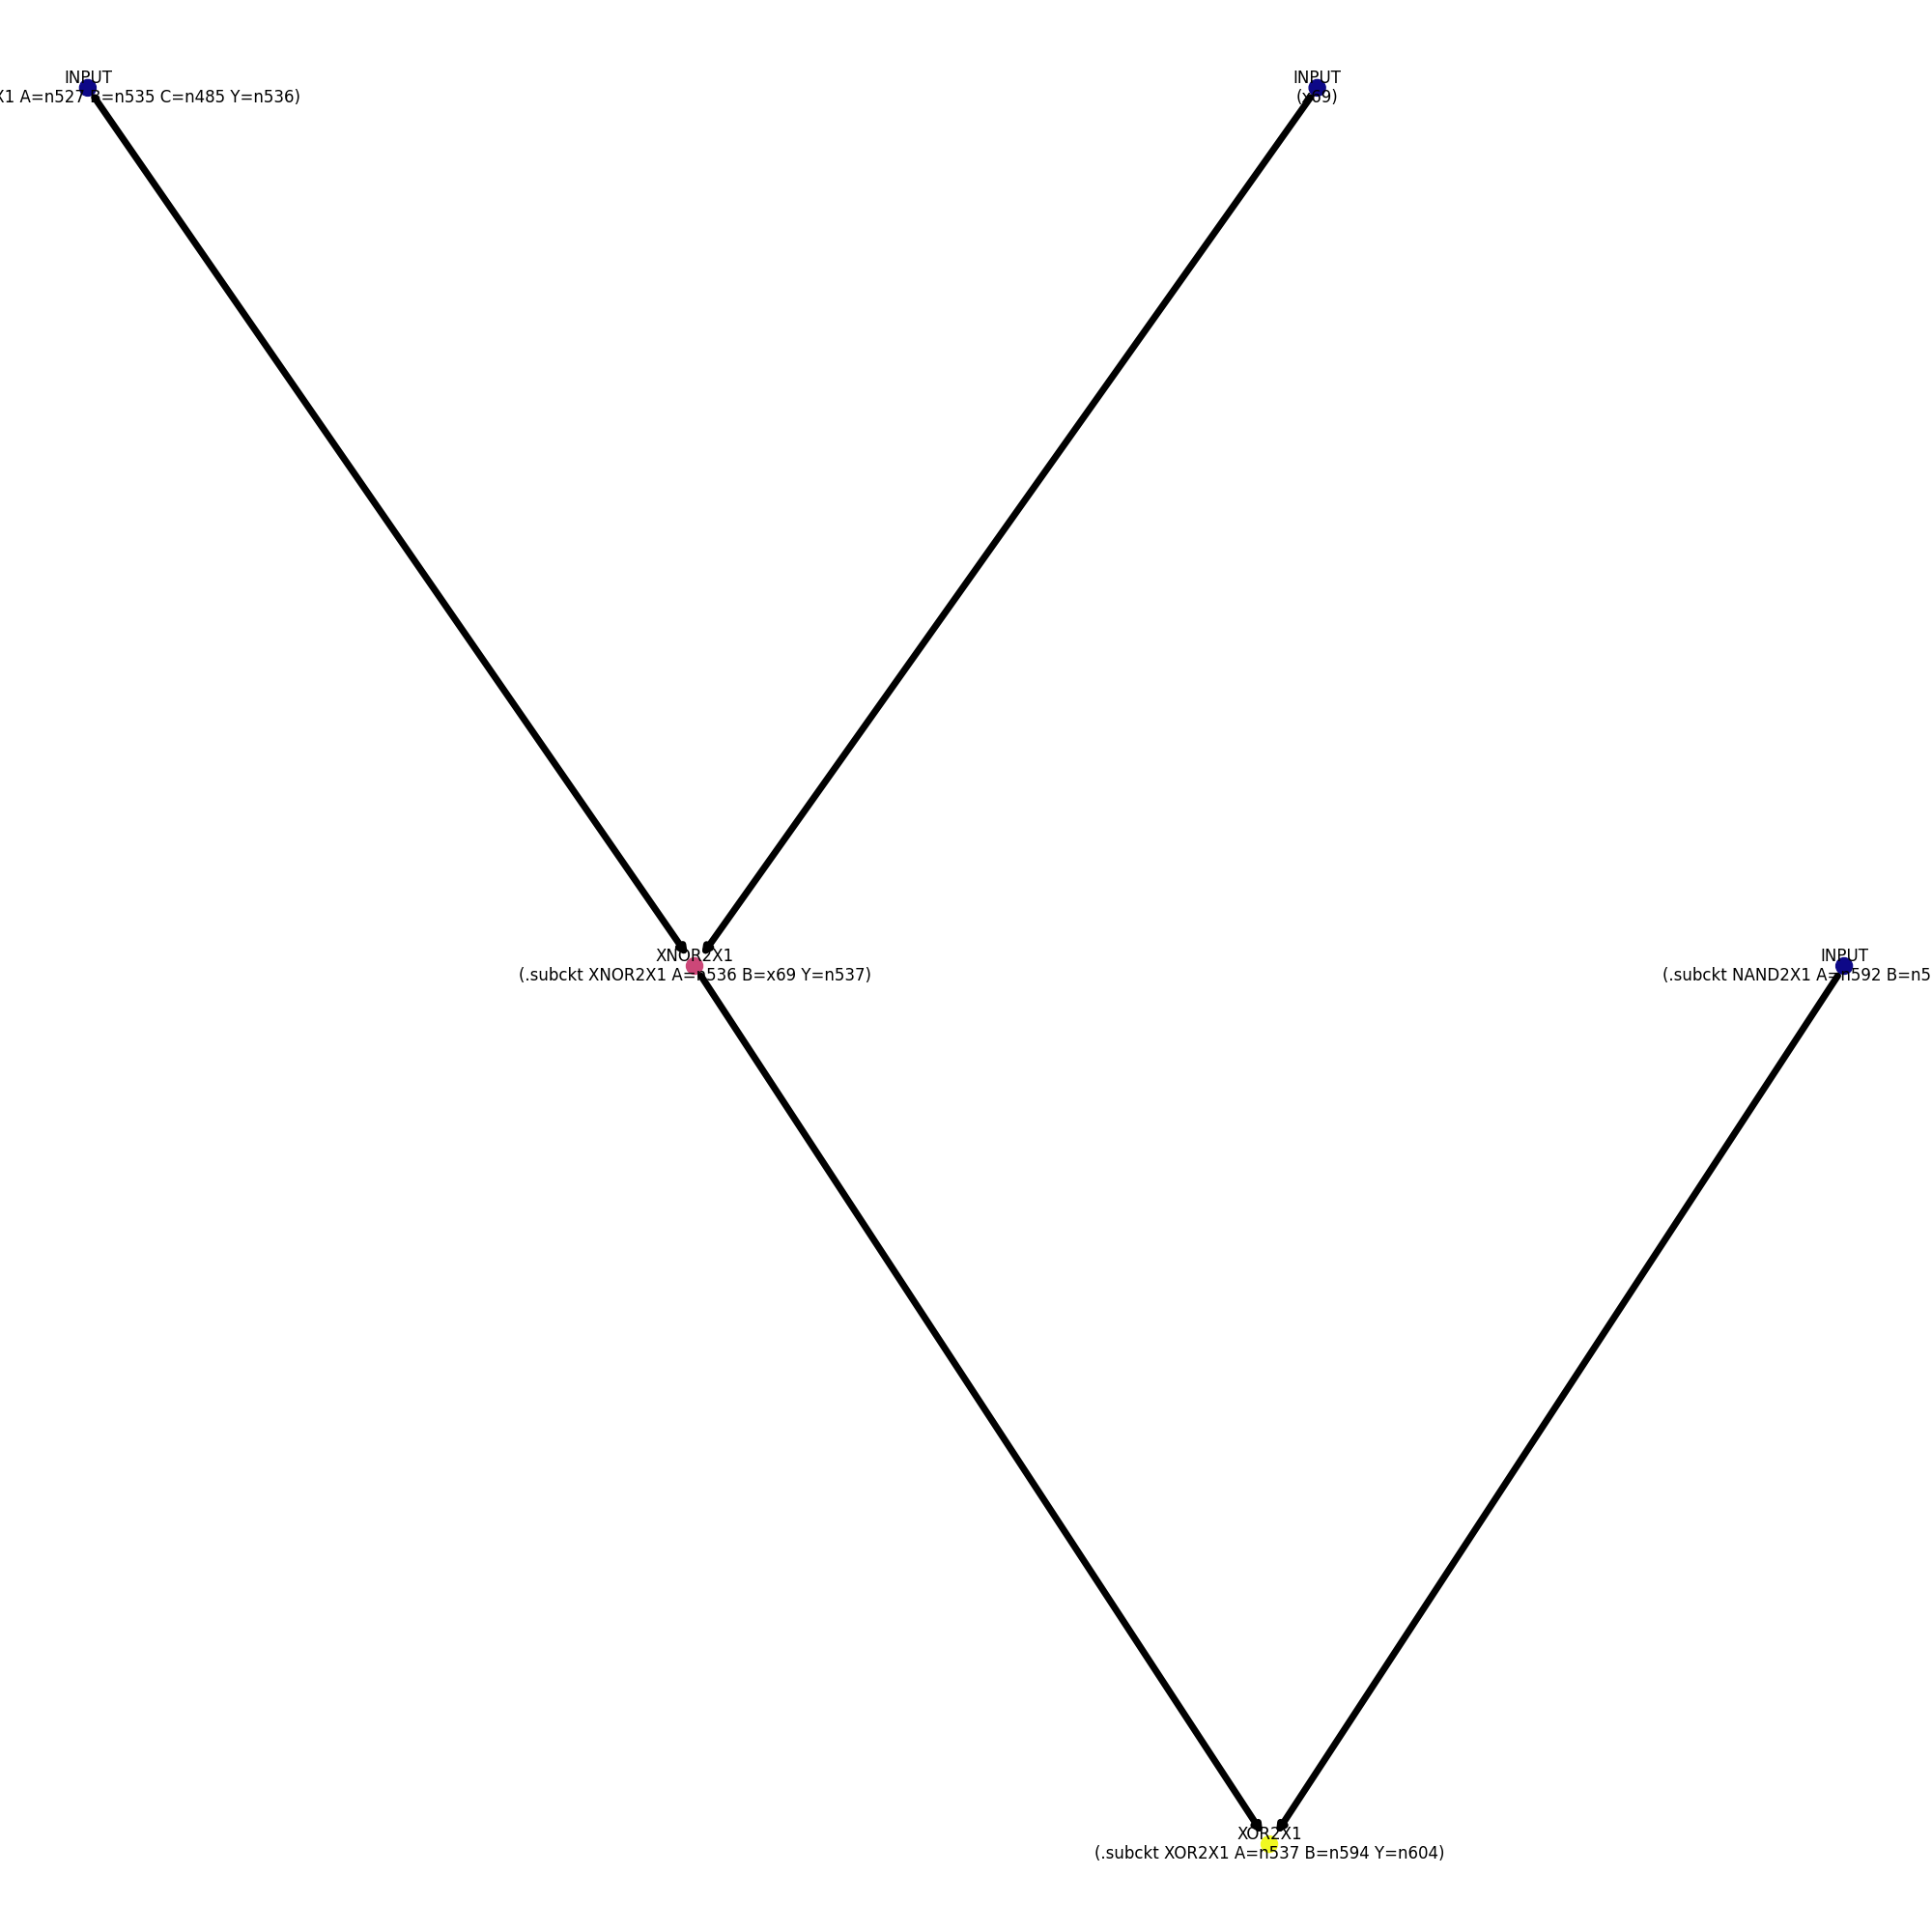 INPUT
X1 A=n527 B=n535 C=n485 Y=n536)
INPUT
(x69)
XNOR2X1
(.subckt XNOR2X1 A=n536 B=x69 Y=n537)
INPUT
(.subckt NAND2X1 A=n592 B=n5
XOR2X1
(.subckt XOR2X1 A=n537 B=n594 Y=n604)